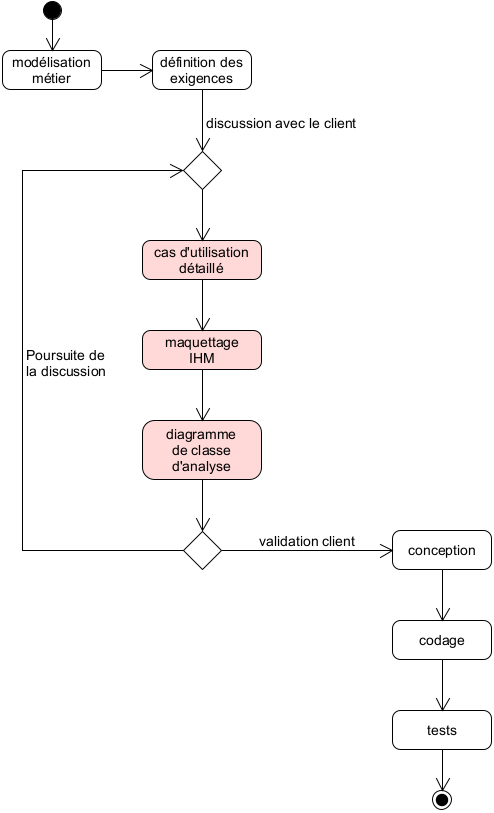 modélisation
métier
définition des
exigences
discussion avec le client
cas d'utilisation
détaillé
maquettage
IHM
Poursuite de
la discussion
diagramme
de classe
d'analyse
validation client
conception
codage
tests